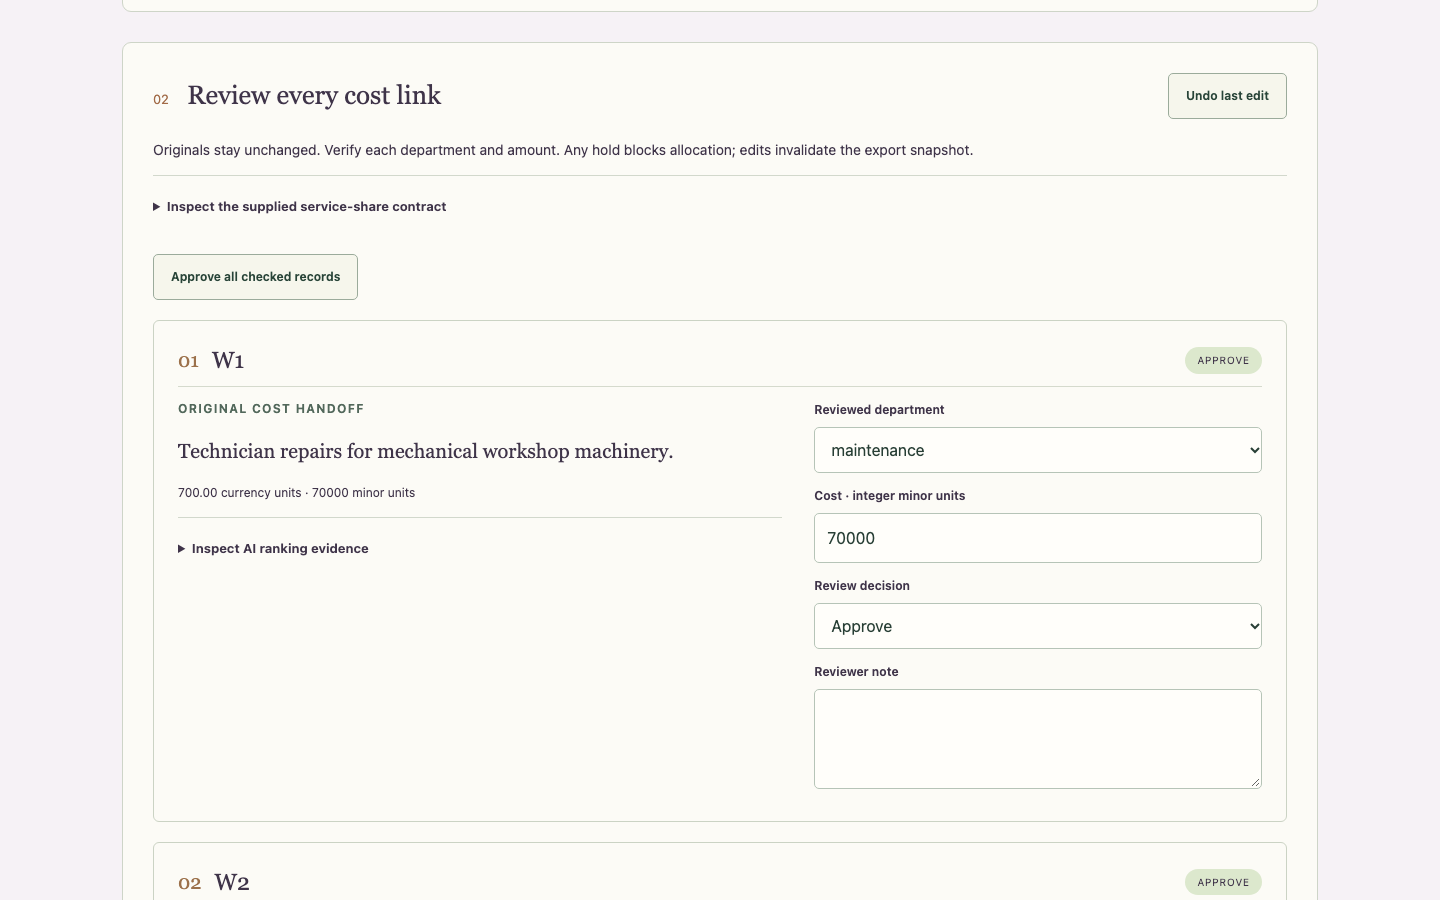 02 Review every cost link
Undo last edit
Originals stay unchanged. Verify each department and amount. Any hold blocks allocation; edits invalidate the export snapshot.
Inspect the supplied service-share contract
Approve all checked records
01 W1
APPROVE
ORIGINAL COST HANDOFF
Technician repairs for mechanical workshop machinery.
700.00 currency units · 70000 minor units
Inspect AI ranking evidence
Reviewed department
maintenance
Cost · integer minor units
70000
Review decision
Approve
Reviewer note
02 W2
APPROVE